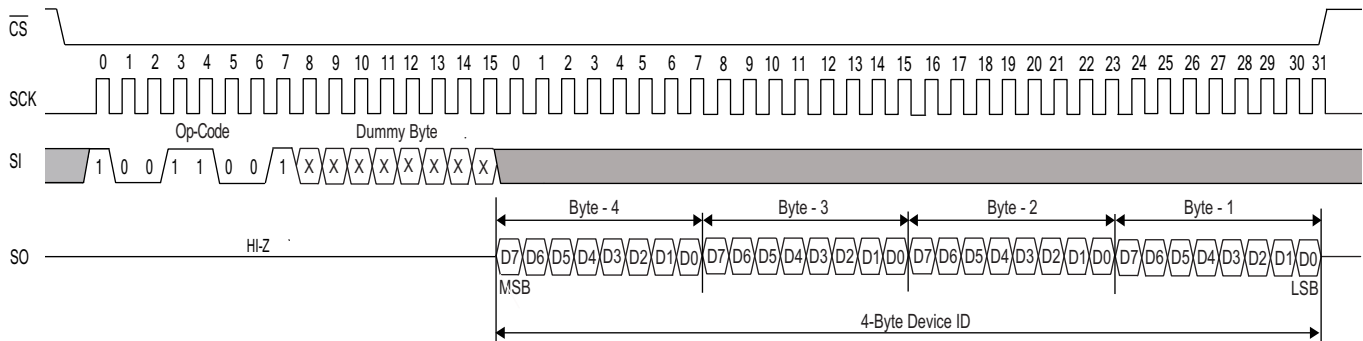 CS
0 1 2 3 4 5 6 7 8 9 10 11 12 13 14 15 0 1 2 3 4 5 6 7 8 9 10 11 12 13 14 15 16 17 18 19 20 21 22 23 24 25 26 27 28 29 30 31
SCK
Op-Code Dummy Byte
SI 1 0 0 1 1 0 0 1 X X X X X X X X
Byte - 4 Byte - 3 Byte - 2 Byte - 1
SO HI-Z D7 D6 D5 D4 D3 D2 D1 D0 D7 D6 D5 D4 D3 D2 D1 D0 D7 D6 D5 D4 D3 D2 D1 D0 D7 D6 D5 D4 D3 D2 D1 D0
MSB LSB
4-Byte Device ID